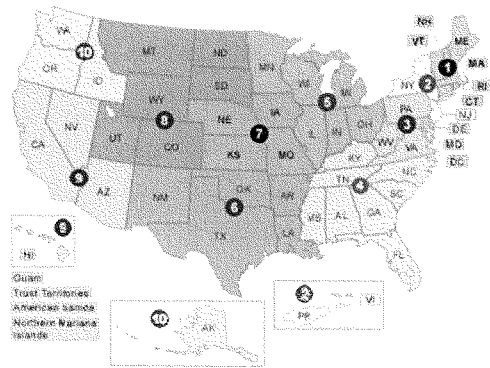 NH
WA
MT
ND
VT
ME
10
MN
1
MA
OR
ID
SD
WI
MI
NY
2
RI
WY
5
CT
8
IA
PA
NJ
NV
NE
3
DE
7
IL
IN
OH
WV
VA
MD
CA
UT
CO
KS
MO
KY
DC
9
TN
4
NC
AZ
NM
OK
AR
SC
6
MS
AL
GA
TX
LA
9
FL
HI
Guam
Trust Territories
American Samoa
Northern Mariana
Islands
10
AK
2
VI
PR